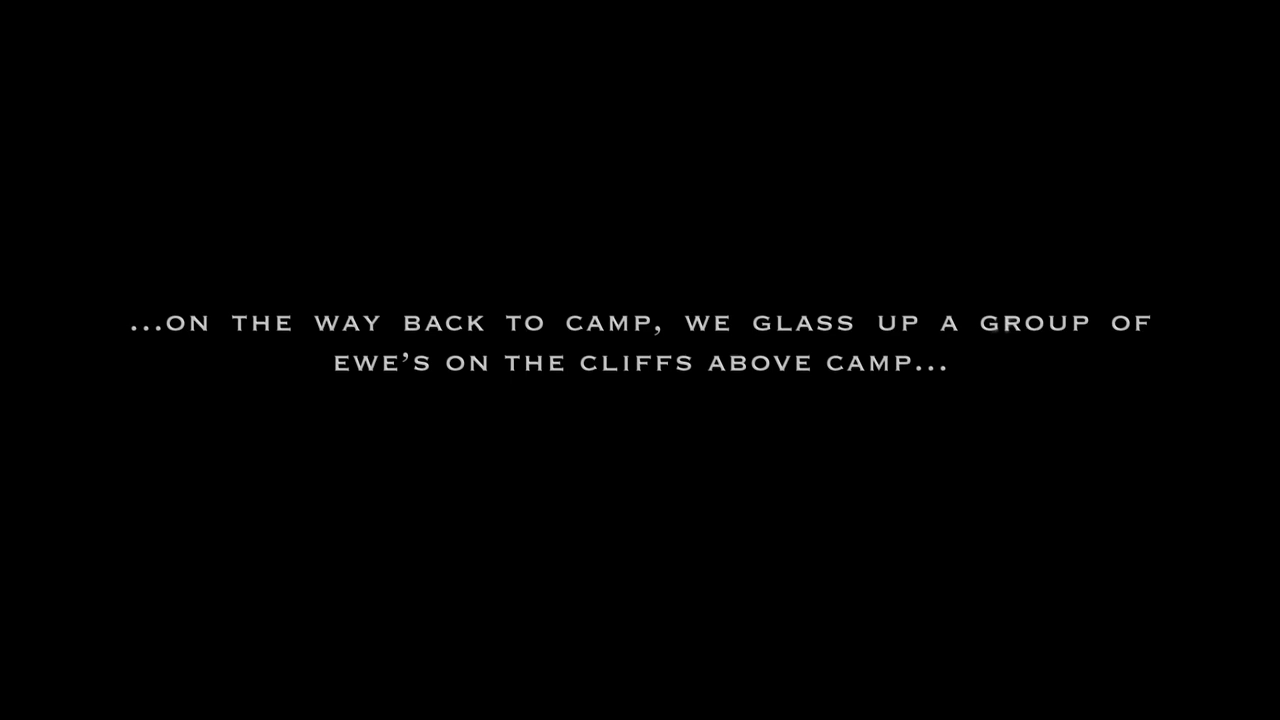 ...ON THE WAY BACK TO CAMP, WE GLASS UP A GROUP OF
EWE’S ON THE CLIFFS ABOVE CAMP...